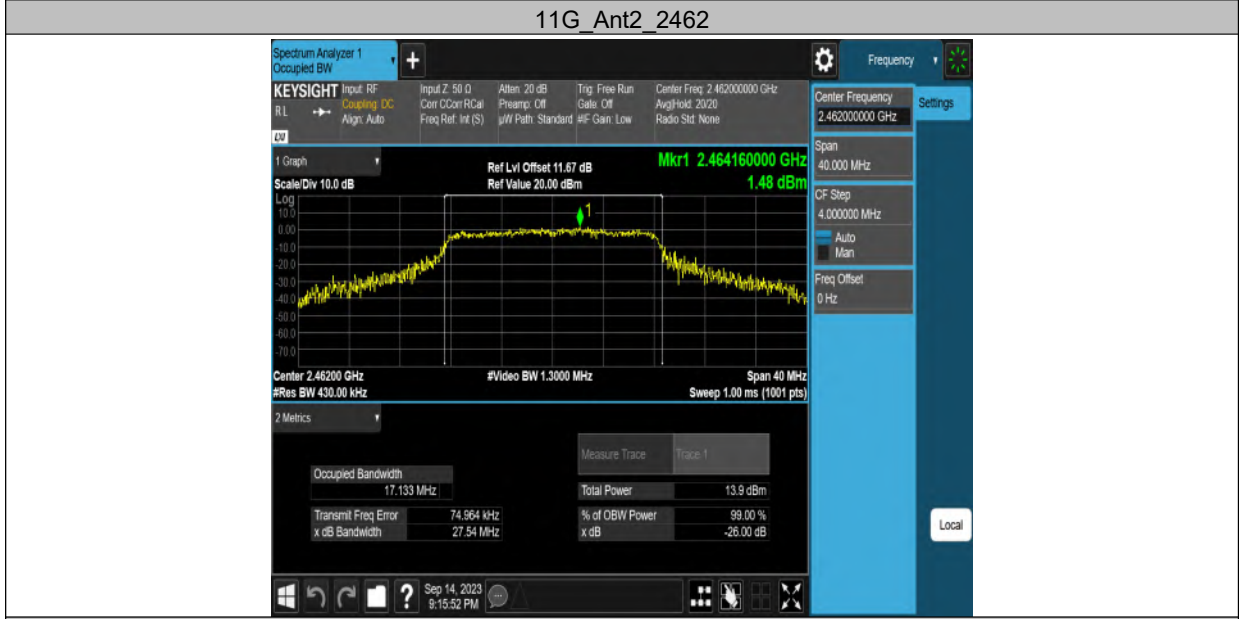 11G_Ant2_2462
Spectrum Analyzer 1
Occupied BW
Frequency
KEYSIGHT Input: RF
R L
Coupling: DC
Align: Auto
LXI
Input Z: 50 Ω
Corr CCorr RCal
Freq Ref: Int (S)
Atten: 20 dB
Preamp: Off
µW Path: Standard
Trig: Free Run
Gate: Off
#IF Gain: Low
Center Freq: 2.462000000 GHz
Avg|Hold: 20/20
Radio Std: None
Center Frequency
2.462000000 GHz
Settings
Span
40.000 MHz
CF Step
4.000000 MHz
Auto
Man
Freq Offset
0 Hz
Local
1 Graph
Scale/Div 10.0 dB
Ref Lvl Offset 11.67 dB
Ref Value 20.00 dBm
Mkr1 2.464160000 GHz
1.48 dBm
Log
10.0
0.00
-10.0
-20.0
-30.0
-40.0
-50.0
-60.0
-70.0
1
Center 2.46200 GHz
#Res BW 430.00 kHz
#Video BW 1.3000 MHz
Span 40 MHz
Sweep 1.00 ms (1001 pts)
2 Metrics
Measure Trace Trace 1
Occupied Bandwidth
17.133 MHz
Total Power 13.9 dBm
Transmit Freq Error 74.964 kHz
% of OBW Power 99.00 %
x dB Bandwidth 27.54 MHz
x dB -26.00 dB
?
Sep 14, 2023
9:15:52 PM